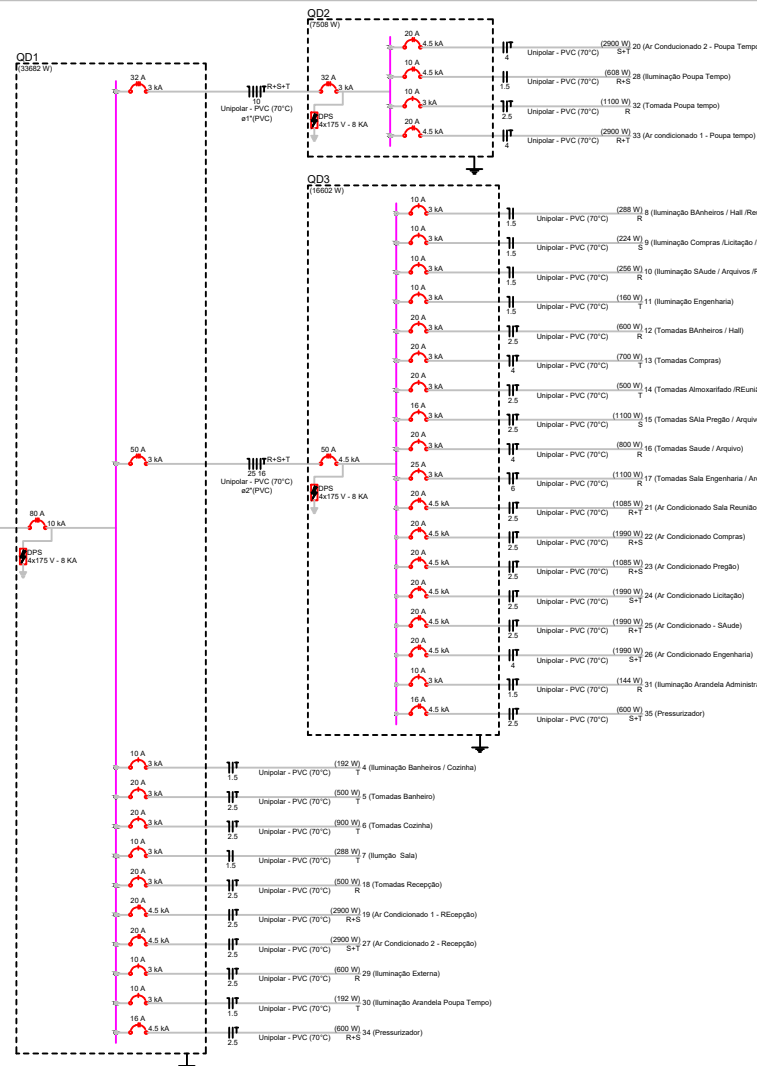 QD1
(33682 W)
80 A
10 kA
DPS
4x175 V - 8 KA
32 A
3 kA
R+S+T
10
Unipolar - PVC (70°C)
ø1"(PVC)
50 A
3 kA
R+S+T
25 16
Unipolar - PVC (70°C)
ø2"(PVC)
QD2
(7508 W)
32 A
3 kA
DPS
4x175 V - 8 KA
20 A
4.5 kA
4
Unipolar - PVC (70°C)
(2900 W)
S+T
20 (Ar Conducionado 2 - Poupa Tempo
10 A
4.5 kA
1.5
Unipolar - PVC (70°C)
(608 W)
R+S
28 (Iluminação Poupa Tempo)
10 A
3 kA
2.5
Unipolar - PVC (70°C)
(1100 W)
R
32 (Tomada Poupa tempo)
20 A
4.5 kA
4
Unipolar - PVC (70°C)
(2900 W)
R+T
33 (Ar condicionado 1 - Poupa tempo)
QD3
(16602 W)
50 A
4.5 kA
DPS
4x175 V - 8 KA
10 A
3 kA
1.5
Unipolar - PVC (70°C)
(288 W)
R
8 (Iluminação BAnheiros / Hall /Re
10 A
3 kA
1.5
Unipolar - PVC (70°C)
(224 W)
S
9 (Iluminação Compras /Licitação /
10 A
3 kA
1.5
Unipolar - PVC (70°C)
(256 W)
R
10 (Iluminação SAude / Arquivos /
10 A
3 kA
1.5
Unipolar - PVC (70°C)
(160 W)
T
11 (Iluminação Engenharia)
20 A
3 kA
2.5
Unipolar - PVC (70°C)
(600 W)
R
12 (Tomadas BAnheiros / Hall)
20 A
3 kA
4
Unipolar - PVC (70°C)
(700 W)
T
13 (Tomadas Compras)
20 A
3 kA
2.5
Unipolar - PVC (70°C)
(500 W)
T
14 (Tomadas Almoxarifado /REuni
16 A
3 kA
2.5
Unipolar - PVC (70°C)
(1100 W)
S
15 (Tomadas SAla Pregão / Arquiv
20 A
3 kA
4
Unipolar - PVC (70°C)
(800 W)
R
16 (Tomadas Saude / Arquivo)
25 A
3 kA
6
Unipolar - PVC (70°C)
(1100 W)
R
17 (Tomadas Sala Engenharia / Ar
20 A
4.5 kA
2.5
Unipolar - PVC (70°C)
(1085 W)
R+T
21 (Ar Condicionado Sala Reunião
20 A
4.5 kA
2.5
Unipolar - PVC (70°C)
(1990 W)
R+S
22 (Ar Condicionado Compras)
20 A
4.5 kA
2.5
Unipolar - PVC (70°C)
(1085 W)
R+S
23 (Ar Condicionado Pregão)
20 A
4.5 kA
2.5
Unipolar - PVC (70°C)
(1990 W)
S+T
24 (Ar Condicionado Licitação)
20 A
4.5 kA
2.5
Unipolar - PVC (70°C)
(1990 W)
R+T
25 (Ar Condicionado - SAude)
20 A
4.5 kA
4
Unipolar - PVC (70°C)
(1990 W)
S+T
26 (Ar Condicionado Engenharia)
10 A
3 kA
1.5
Unipolar - PVC (70°C)
(144 W)
R
31 (Iluminação Arandela Administra
16 A
4.5 kA
2.5
Unipolar - PVC (70°C)
(600 W)
S+T
35 (Pressurizador)
10 A
3 kA
1.5
Unipolar - PVC (70°C)
(192 W)
T
4 (Iluminação Banheiros / Cozinha)
20 A
3 kA
2.5
Unipolar - PVC (70°C)
(500 W)
T
5 (Tomadas Banheiro)
20 A
3 kA
2.5
Unipolar - PVC (70°C)
(900 W)
T
6 (Tomadas Cozinha)
10 A
3 kA
1.5
Unipolar - PVC (70°C)
(288 W)
T
7 (Ilumção Sala)
20 A
3 kA
2.5
Unipolar - PVC (70°C)
(500 W)
R
18 (Tomadas Recepção)
20 A
4.5 kA
2.5
Unipolar - PVC (70°C)
(2900 W)
R+S
19 (Ar Condicionado 1 - REcepção)
20 A
4.5 kA
2.5
Unipolar - PVC (70°C)
(2900 W)
S+T
27 (Ar Condicionado 2 - Recepção)
10 A
3 kA
2.5
Unipolar - PVC (70°C)
(600 W)
R
29 (Iluminação Externa)
10 A
3 kA
1.5
Unipolar - PVC (70°C)
(192 W)
T
30 (Iluminação Arandela Poupa Tempo)
16 A
4.5 kA
2.5
Unipolar - PVC (70°C)
(600 W)
R+S
34 (Pressurizador)